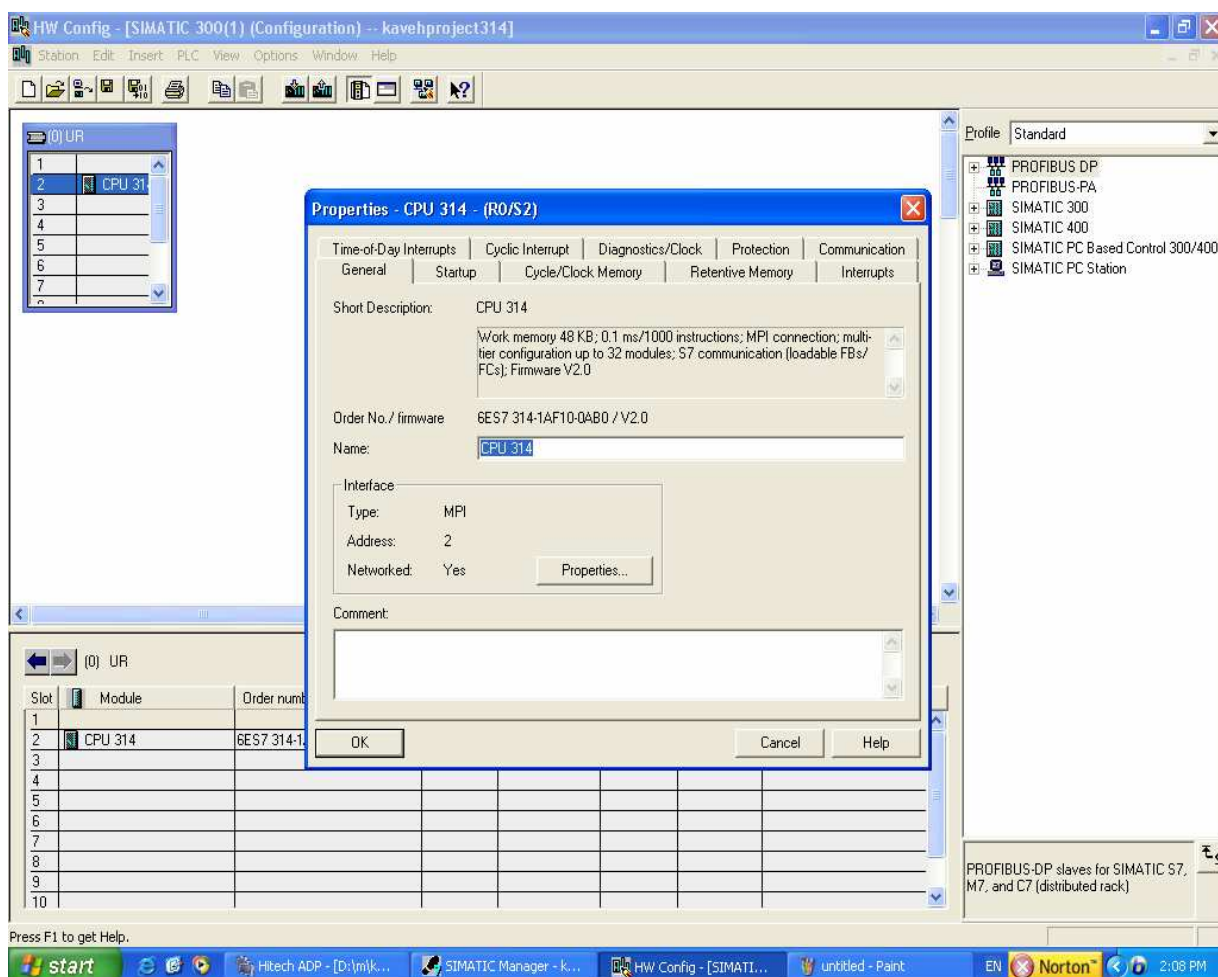 HW Config - [SIMATIC 300(1) (Configuration) -- kavehproject314]
Station Edit Insert PLC View Options Window Help
(0) UR
1
2 CPU 31
3
4
5
6
7
Profile Standard
PROFIBUS DP
PROFIBUS-PA
SIMATIC 300
SIMATIC 400
SIMATIC PC Based Control 300/400
SIMATIC PC Station
Properties - CPU 314 - (R0/S2)
Time-of-Day Interrupts Cyclic Interrupt Diagnostics/Clock Protection Communication
General Startup Cycle/Clock Memory Retentive Memory Interrupts
Short Description: CPU 314
Work memory 48 KB; 0.1 ms/1000 instructions; MPI connection; multi-
tier configuration up to 32 modules; S7 communication (loadable FBs/
FCs); Firmware V2.0
Order No./ firmware 6ES7 314-1AF10-0AB0 / V2.0
Name: CPU 314
Interface
Type: MPI
Address: 2
Networked: Yes Properties...
Comment:
OK Cancel Help
(0) UR
Slot Module Order numb
1
2 CPU 314 6ES7 314-1
3
4
5
6
7
8
9
10
PROFIBUS-DP slaves for SIMATIC S7,
M7, and C7 (distributed rack)
Press F1 to get Help.
start Hitech ADP - [D:\m\k... SIMATIC Manager - k... HW Config - [SIMATI... untitled - Paint EN Norton™ 2:08 PM